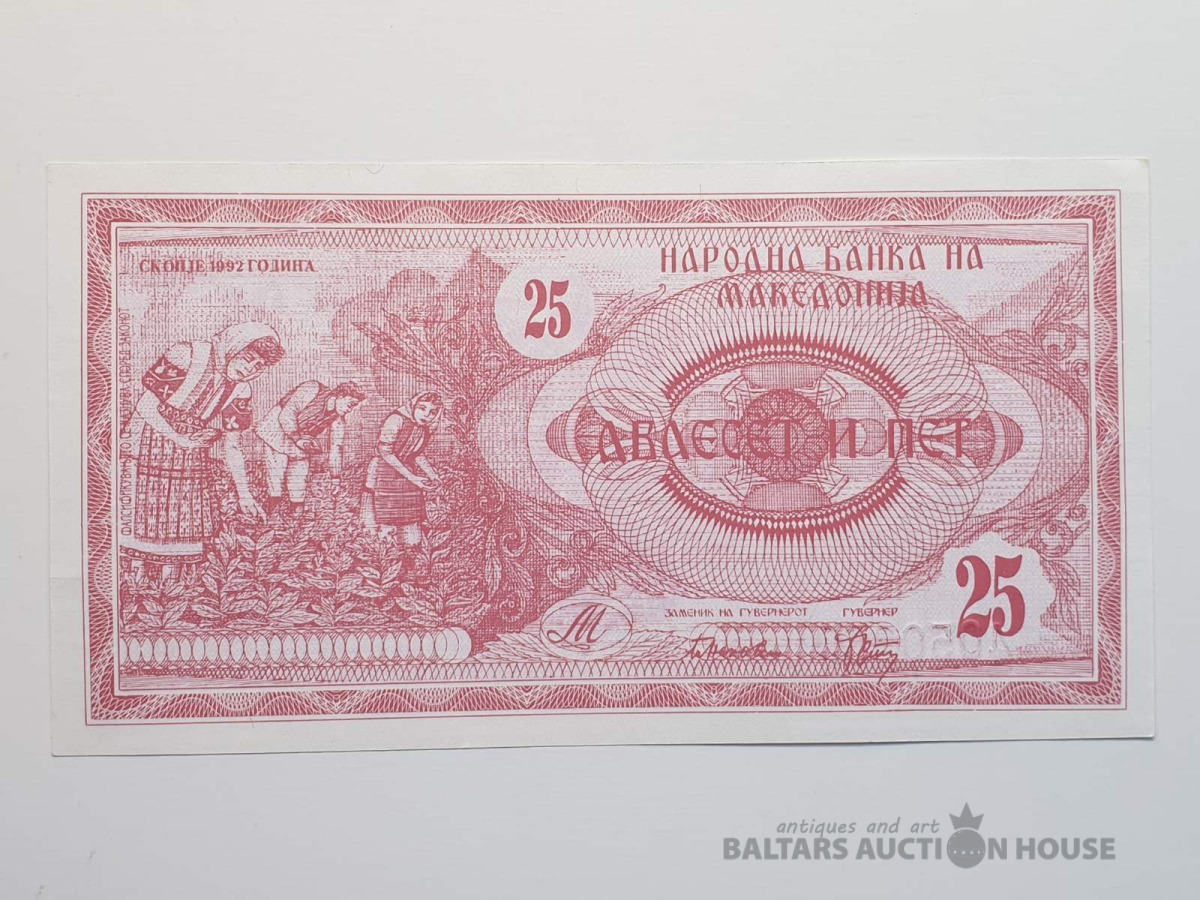 СКОПЈЕ 1992 ГОДИНА
25
НАРОДНА БАНКА НА
МАКЕДОНИЈА
ДВАЕСЕТ И ПЕТ
ЗАМЕНИК НА ГУВЕРНЕРОТ ГУВЕРНЕР
25
М
antiques and art
BALTARS AUCTION HOUSE